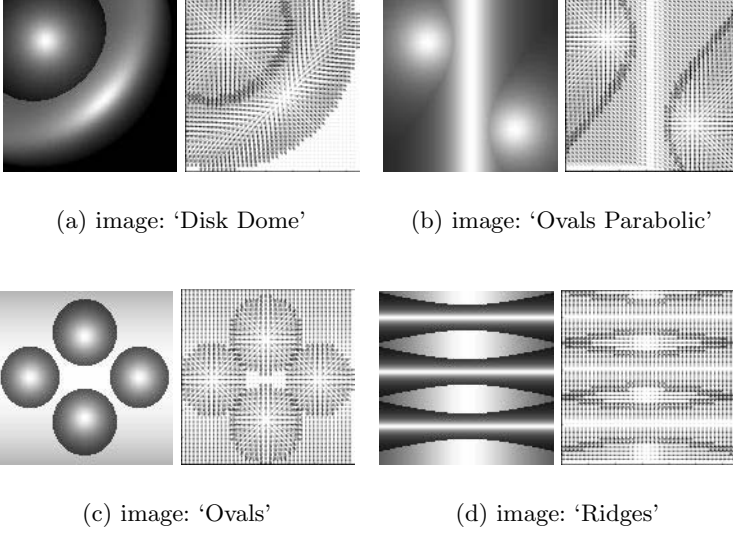 (a) image: ‘Disk Dome’
(b) image: ‘Ovals Parabolic’
(c) image: ‘Ovals’
(d) image: ‘Ridges’